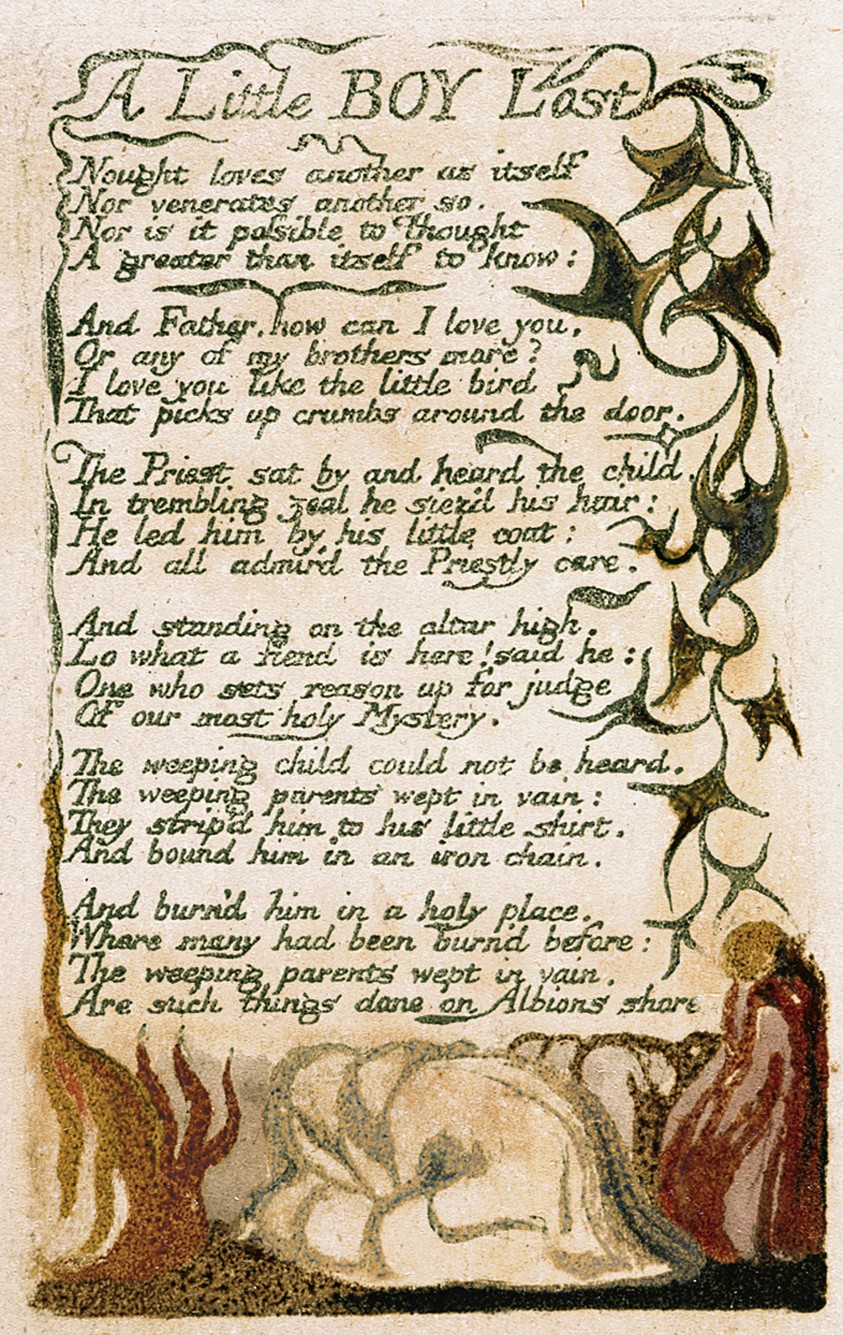 A Little BOY Lost
Nought loves another as itself
Nor venerates another so.
Nor is it possible to Thought
A greater than itself to know:
And Father, how can I love you,
Or any of my brothers more?
I love you like the little bird
That picks up crumbs around the door.
The Priest sat by and heard the child.
In trembling zeal he siez'd his hair:
He led him by his little coat:
And all admir'd the Priestly care.
And standing on the altar high.
Lo what a fiend is here! said he:
One who sets reason up for judge
Of our most holy Mystery.
The weeping child could not be heard.
The weeping parents wept in vain:
They strip'd him to his little shirt.
And bound him in an iron chain.
And burn'd him in a holy place.
Where many had been burn'd before:
The weeping parents wept in vain.
Are such things done on Albions shore